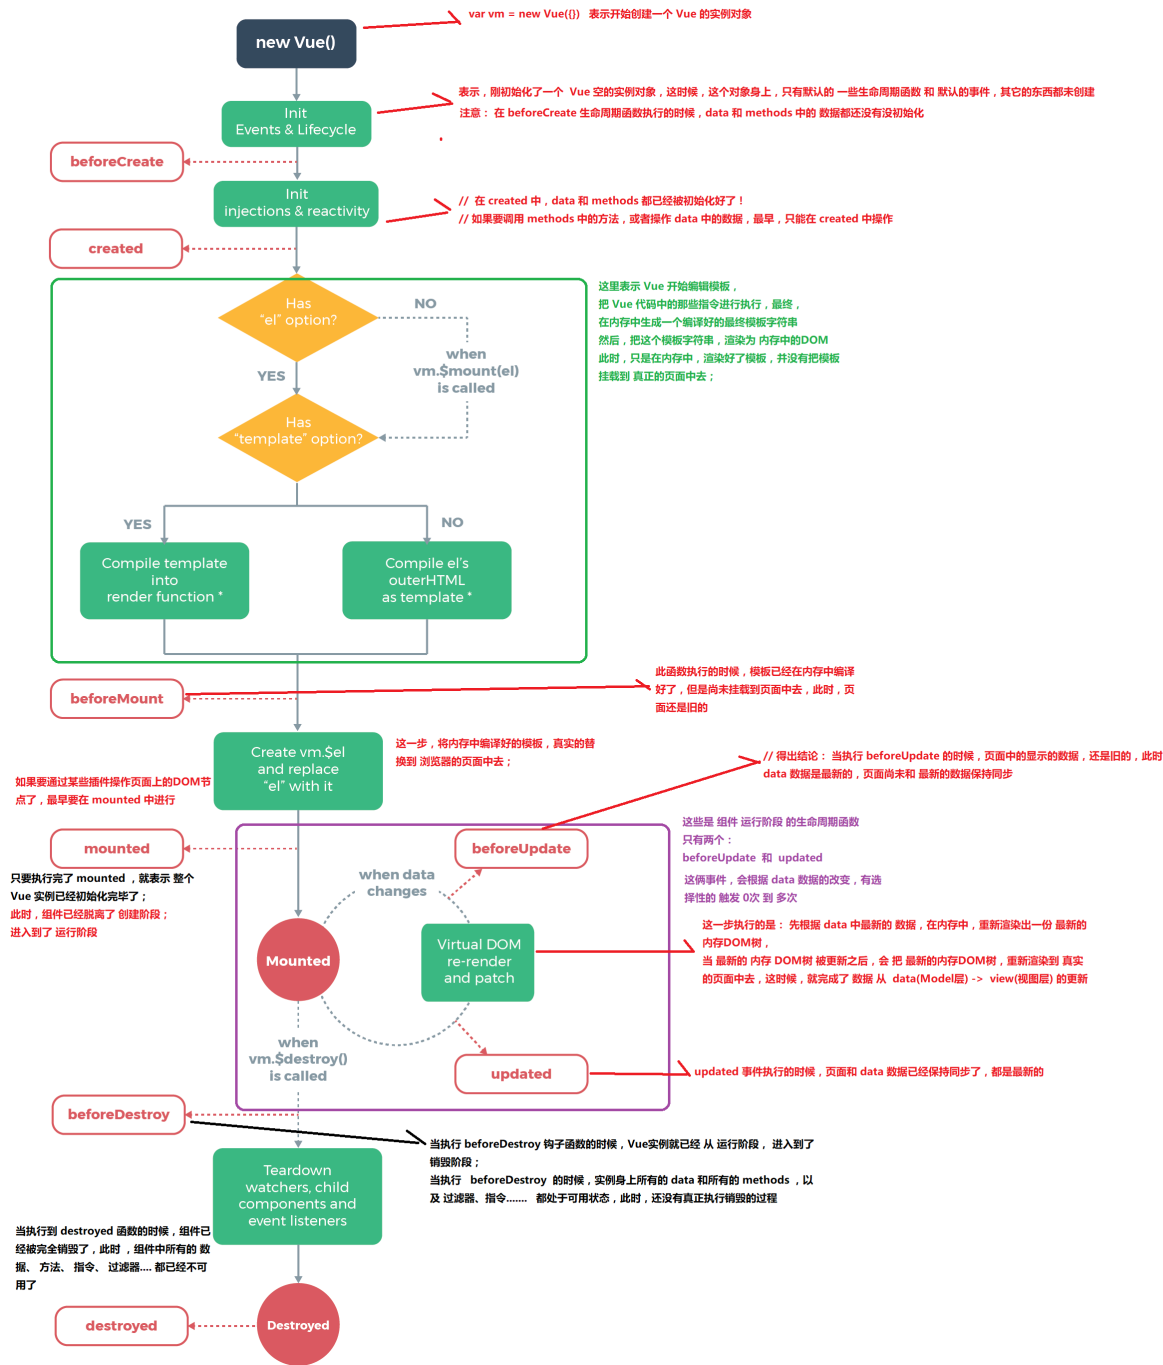 var vm = new Vue({})   表示开始创建一个 Vue 的实例对象
new Vue()
表示，刚初始化了一个  Vue 空的实例对象，这时候，这个对象身上，只有默认的 一些生命周期函数 和 默认的事件，其它的东西都未创建
注意： 在 beforeCreate 生命周期函数执行的时候，data 和 methods 中的 数据都还没有没初始化
Init
Events & Lifecycle
beforeCreate
Init
injections & reactivity
//  在 created 中，data 和 methods 都已经被初始化好了！
// 如果要调用 methods 中的方法，或者操作 data 中的数据，最早，只能在 created 中操作
created
这里表示 Vue 开始编辑模板，
把 Vue 代码中的那些指令进行执行，最终，
在内存中生成一个编译好的最终模板字符串
然后，把这个模板字符串，渲染为 内存中的DOM
此时，只是在内存中，渲染好了模板，并没有把模板
挂载到 真正的页面中去；
Has
“el” option?
NO
when
vm.$mount(el)
is called
YES
Has
“template” option?
YES
NO
Compile template
into
render function *
Compile el's
outerHTML
as template *
beforeMount
此函数执行的时候，模板已经在内存中编译
好了，但是尚未挂载到页面中去，此时，页
面还是旧的
Create vm.$el
and replace
“el” with it
这一步，将内存中编译好的模板，真实的替
换到 浏览器的页面中去；
如果要通过某些插件操作页面上的DOM节
点了，最早要在 mounted 中进行
// 得出结论： 当执行 beforeUpdate 的时候，页面中的显示的数据，还是旧的，此时
data 数据是最新的，页面尚未和 最新的数据保持同步
mounted
只要执行完了 mounted ，就表示 整个
Vue 实例已经初始化完毕了；
此时，组件已经脱离了 创建阶段；
进入到了 运行阶段
beforeUpdate
这些是 组件 运行阶段 的生命周期函数
只有两个：
beforeUpdate  和  updated
这俩事件，会根据 data 数据的改变，有选
择性的 触发 0次 到 多次
when data
changes
Mounted
Virtual DOM
re-render
and patch
这一步执行的是： 先根据 data 中最新的 数据，在内存中，重新渲染出一份 最新的
内存DOM树，
当 最新的 内存 DOM树 被更新之后，会 把 最新的内存DOM树，重新渲染到 真实
的页面中去，这时候，就完成了 数据 从  data(Model层) ->  view(视图层) 的更新
when
vm.$destroy()
is called
updated
updated 事件执行的时候，页面和 data 数据已经保持同步了，都是最新的
beforeDestroy
当执行 beforeDestroy 钩子函数的时候，Vue实例就已经 从 运行阶段， 进入到了
销毁阶段；
当执行   beforeDestroy  的时候，实例身上所有的 data 和所有的 methods ，以
及 过滤器、指令.......   都处于可用状态，此时，还没有真正执行销毁的过程
Teardown
watchers, child
components and
event listeners
当执行到 destroyed 函数的时候，组件已
经被完全销毁了，此时 ，组件中所有的 数
据、 方法、 指令、 过滤器.... 都已经不可
用了
destroyed
Destroyed